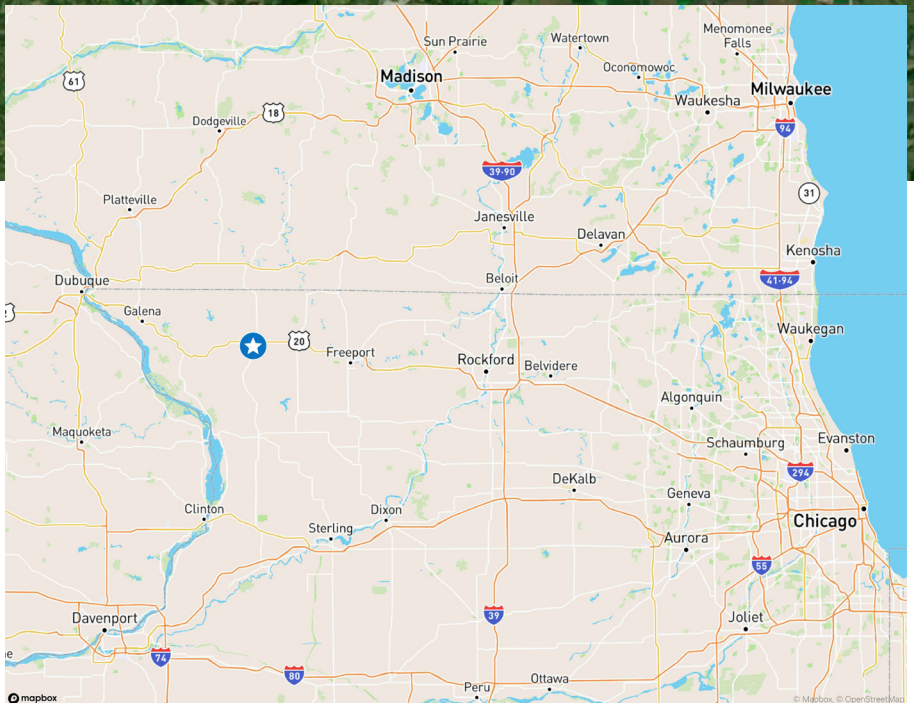 Menomonee
Falls
Watertown
Sun Prairie
Oconomowoc
61
Madison
Milwaukee
Waukesha
18
Dodgeville
94
39-90
31
Platteville
Janesville
Delavan
Kenosha
Dubuque
Beloit
41-94
Galena
Waukegan
20
Freeport
Rockford
Belvidere
Algonquin
Maquoketa
Schaumburg
Evanston
294
DeKalb
Geneva
Clinton
Dixon
Chicago
Sterling
Aurora
55
Davenport
39
Joliet
74
80
Ottawa
Peru
mapbox
© Mapbox, © OpenStreetMap